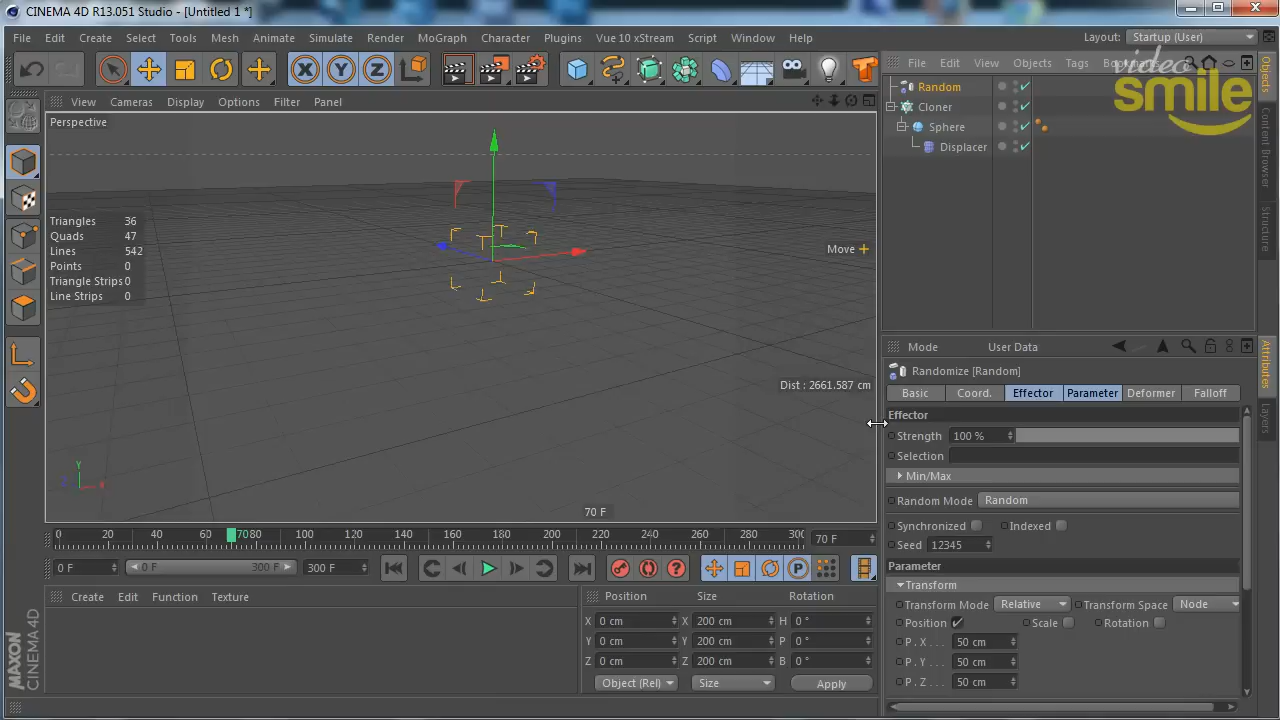 CINEMA 4D R13.051 Studio - [Untitled 1 *]
File Edit Create Select Tools Mesh Animate Simulate Render MoGraph Character Plugins Vue 10 xStream Script Window Help
Layout: Startup (User)
video
smile
View Cameras Display Options Filter Panel
File Edit View Objects Tags Bookmarks
Perspective
Random
Cloner
Sphere
Displacer
Triangles 36
Quads 47
Lines 542
Points 0
Triangle Strips 0
Line Strips 0
Move
Dist : 2661.587 cm
70 F
Y
Z
X
Objects
Content Browser
Structure
Attributes
Layers
Mode User Data
Randomize [Random]
Basic Coord. Effector Parameter Deformer Falloff
Effector
Strength 100 %
Selection
Min/Max
Random Mode Random
Synchronized Indexed
Seed 12345
Parameter
Transform
Transform Mode Relative Transform Space Node
Position Scale Rotation
P . X . . . 50 cm
P . Y . . . 50 cm
P . Z . . . 50 cm
0 20 40 60 70 80 100 120 140 160 180 200 220 240 260 280 300 70 F
0 F 0 F 300 F 300 F
Create Edit Function Texture
Position Size Rotation
X 0 cm X 200 cm H 0 °
Y 0 cm Y 200 cm P 0 °
Z 0 cm Z 200 cm B 0 °
Object (Rel) Size Apply
MAXON
CINEMA 4D